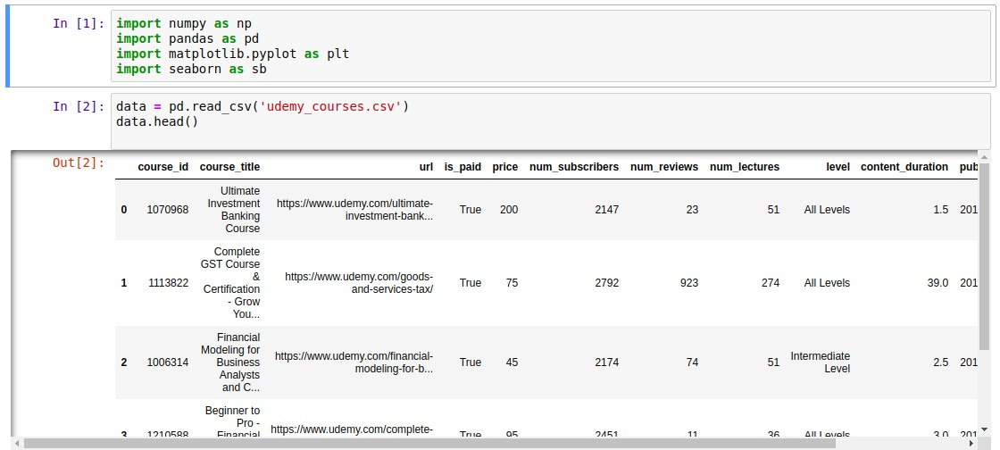 In [1]: import numpy as np
import pandas as pd
import matplotlib.pyplot as plt
import seaborn as sb
In [2]: data = pd.read_csv('udemy_courses.csv')
data.head()
Out[2]:
course_id course_title url is_paid price num_subscribers num_reviews num_lectures level content_duration pub
Ultimate
Investment
Banking
Course
0 1070968 https://www.udemy.com/ultimate-
investment-bank... True 200 2147 23 51 All Levels 1.5 201
Complete
GST Course
&
Certification
- Grow
You...
1 1113822 https://www.udemy.com/goods-
and-services-tax/ True 75 2792 923 274 All Levels 39.0 201
Financial
Modeling for
Business
Analysts
and C...
2 1006314 https://www.udemy.com/financial-
modeling-for-b... True 45 2174 74 51 Intermediate
Level 2.5 201
Beginner to
Pro -
Financial
3 1210588 https://www.udemy.com/complete- True 95 2451 11 36 All Levels 3.0 201